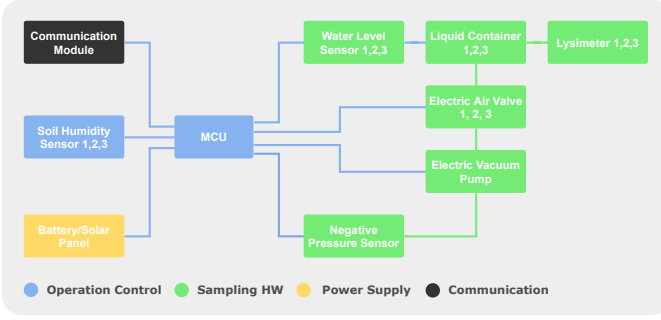 Communication
Module
Water Level
Sensor 1,2,3
Liquid Container
1,2,3
Lysimeter 1,2,3
Electric Air Valve
1, 2, 3
Soil Humidity
Sensor 1,2,3
MCU
Electric Vacuum
Pump
Battery/Solar
Panel
Negative
Pressure Sensor
Operation Control
Sampling HW
Power Supply
Communication